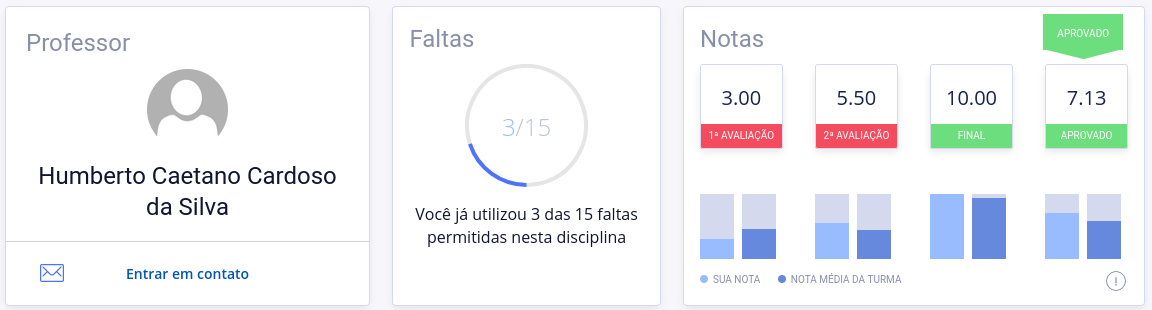 Professor
Humberto Caetano Cardoso
da Silva
Entrar em contato
Faltas
3/15
Você já utilizou 3 das 15 faltas
permitidas nesta disciplina
Notas
APROVADO
3.00
1ª AVALIAÇÃO
5.50
2ª AVALIAÇÃO
10.00
FINAL
7.13
APROVADO
SUA NOTA
NOTA MÉDIA DA TURMA
!